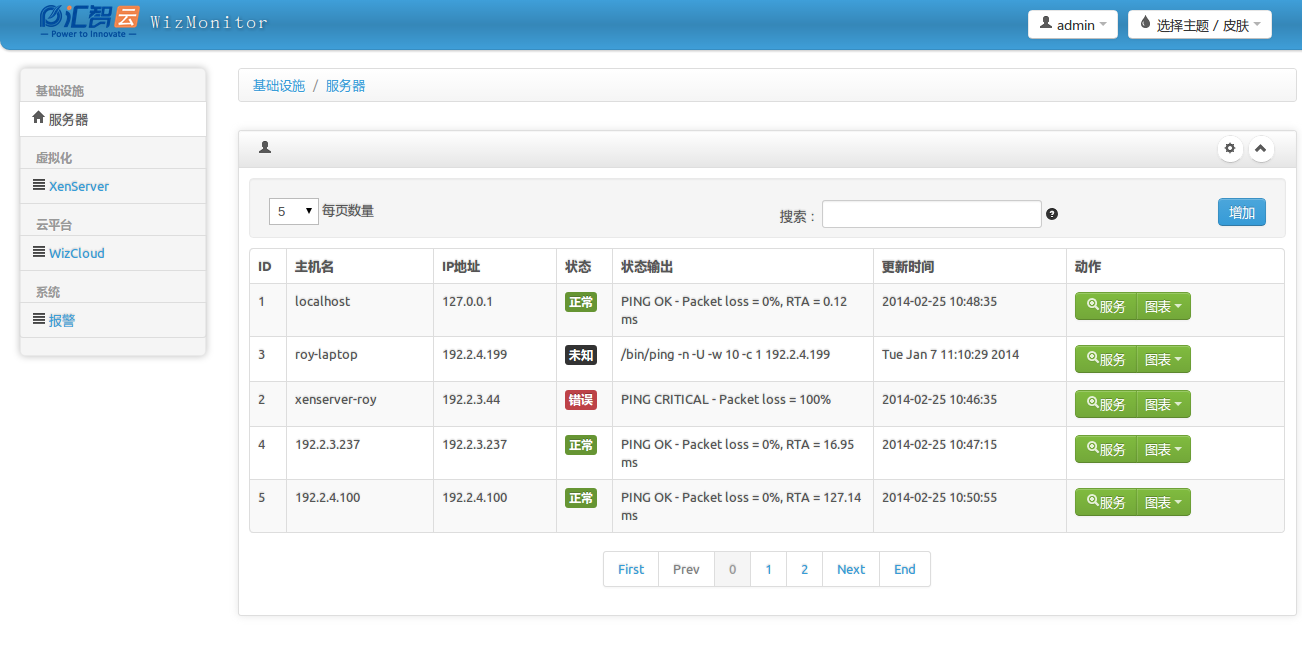 汇智云 WizMonitor
— Power to Innovate —
admin
选择主题 / 皮肤
基础设施
服务器
虚拟化
XenServer
云平台
WizCloud
系统
报警
基础设施 / 服务器
5 每页数量
搜索：
增加
ID 主机名 IP地址 状态 状态输出 更新时间 动作
1 localhost 127.0.0.1 正常 PING OK - Packet loss = 0%, RTA = 0.12 2014-02-25 10:48:35 服务 图表
ms
3 roy-laptop 192.2.4.199 未知 /bin/ping -n -U -w 10 -c 1 192.2.4.199 Tue Jan 7 11:10:29 2014 服务 图表
2 xenserver-roy 192.2.3.44 错误 PING CRITICAL - Packet loss = 100% 2014-02-25 10:46:35 服务 图表
4 192.2.3.237 192.2.3.237 正常 PING OK - Packet loss = 0%, RTA = 16.95 2014-02-25 10:47:15 服务 图表
ms
5 192.2.4.100 192.2.4.100 正常 PING OK - Packet loss = 0%, RTA = 127.14 2014-02-25 10:50:55 服务 图表
ms
First Prev 0 1 2 Next End